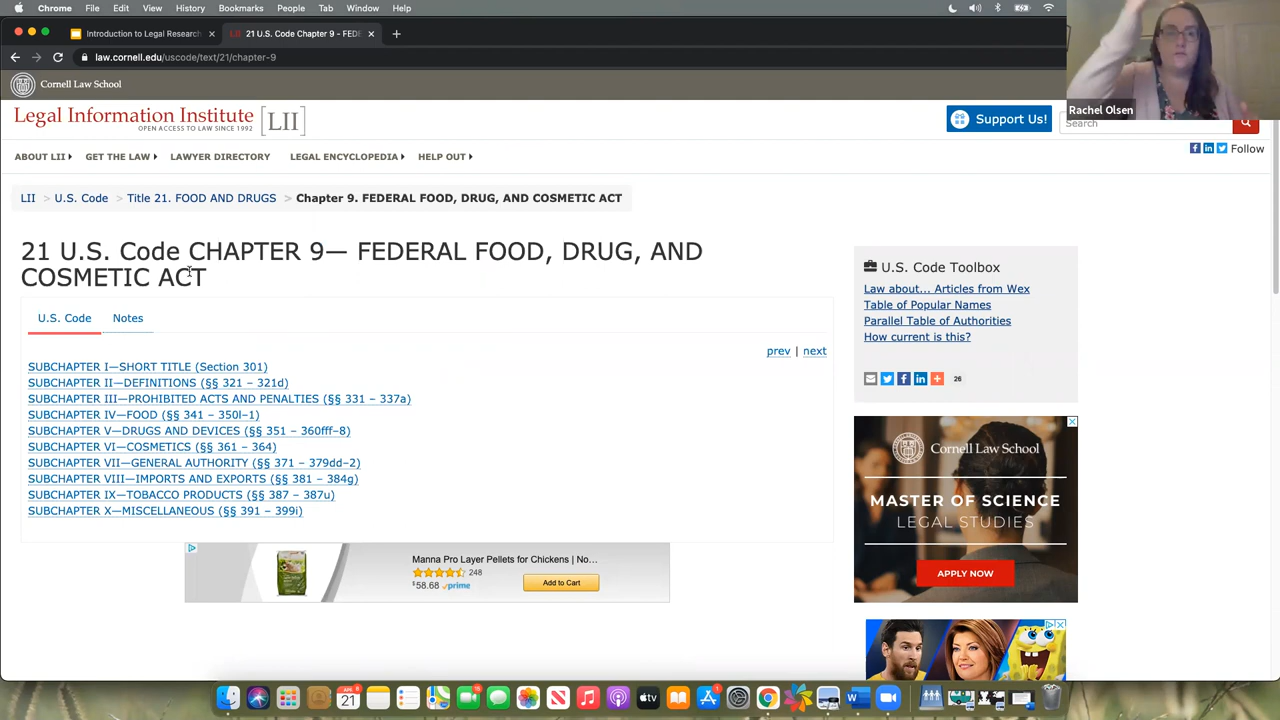 Chrome File Edit View History Bookmarks People Tab Window Help
Introduction to Legal Research × LII 21 U.S. Code Chapter 9 - FEDE × +
law.cornell.edu/uscode/text/21/chapter-9
Cornell Law School
Rachel Olsen
Legal Information Institute [LII]
OPEN ACCESS TO LAW SINCE 1992
Support Us!
Search
Follow
ABOUT LII GET THE LAW LAWYER DIRECTORY LEGAL ENCYCLOPEDIA HELP OUT
LII > U.S. Code > Title 21. FOOD AND DRUGS > Chapter 9. FEDERAL FOOD, DRUG, AND COSMETIC ACT
21 U.S. Code CHAPTER 9— FEDERAL FOOD, DRUG, AND
COSMETIC ACT
U.S. Code Notes
prev | next
SUBCHAPTER I—SHORT TITLE (Section 301)
SUBCHAPTER II—DEFINITIONS (§§ 321 – 321d)
SUBCHAPTER III—PROHIBITED ACTS AND PENALTIES (§§ 331 – 337a)
SUBCHAPTER IV—FOOD (§§ 341 – 350l–1)
SUBCHAPTER V—DRUGS AND DEVICES (§§ 351 – 360fff–8)
SUBCHAPTER VI—COSMETICS (§§ 361 – 364)
SUBCHAPTER VII—GENERAL AUTHORITY (§§ 371 – 379dd–2)
SUBCHAPTER VIII—IMPORTS AND EXPORTS (§§ 381 – 384g)
SUBCHAPTER IX—TOBACCO PRODUCTS (§§ 387 – 387u)
SUBCHAPTER X—MISCELLANEOUS (§§ 391 – 399i)
U.S. Code Toolbox
Law about... Articles from Wex
Table of Popular Names
Parallel Table of Authorities
How current is this?
26
Cornell Law School
MASTER OF SCIENCE
LEGAL STUDIES
APPLY NOW
Manna Pro Layer Pellets for Chickens | No...
248
$58.68 prime
Add to Cart
APR
21